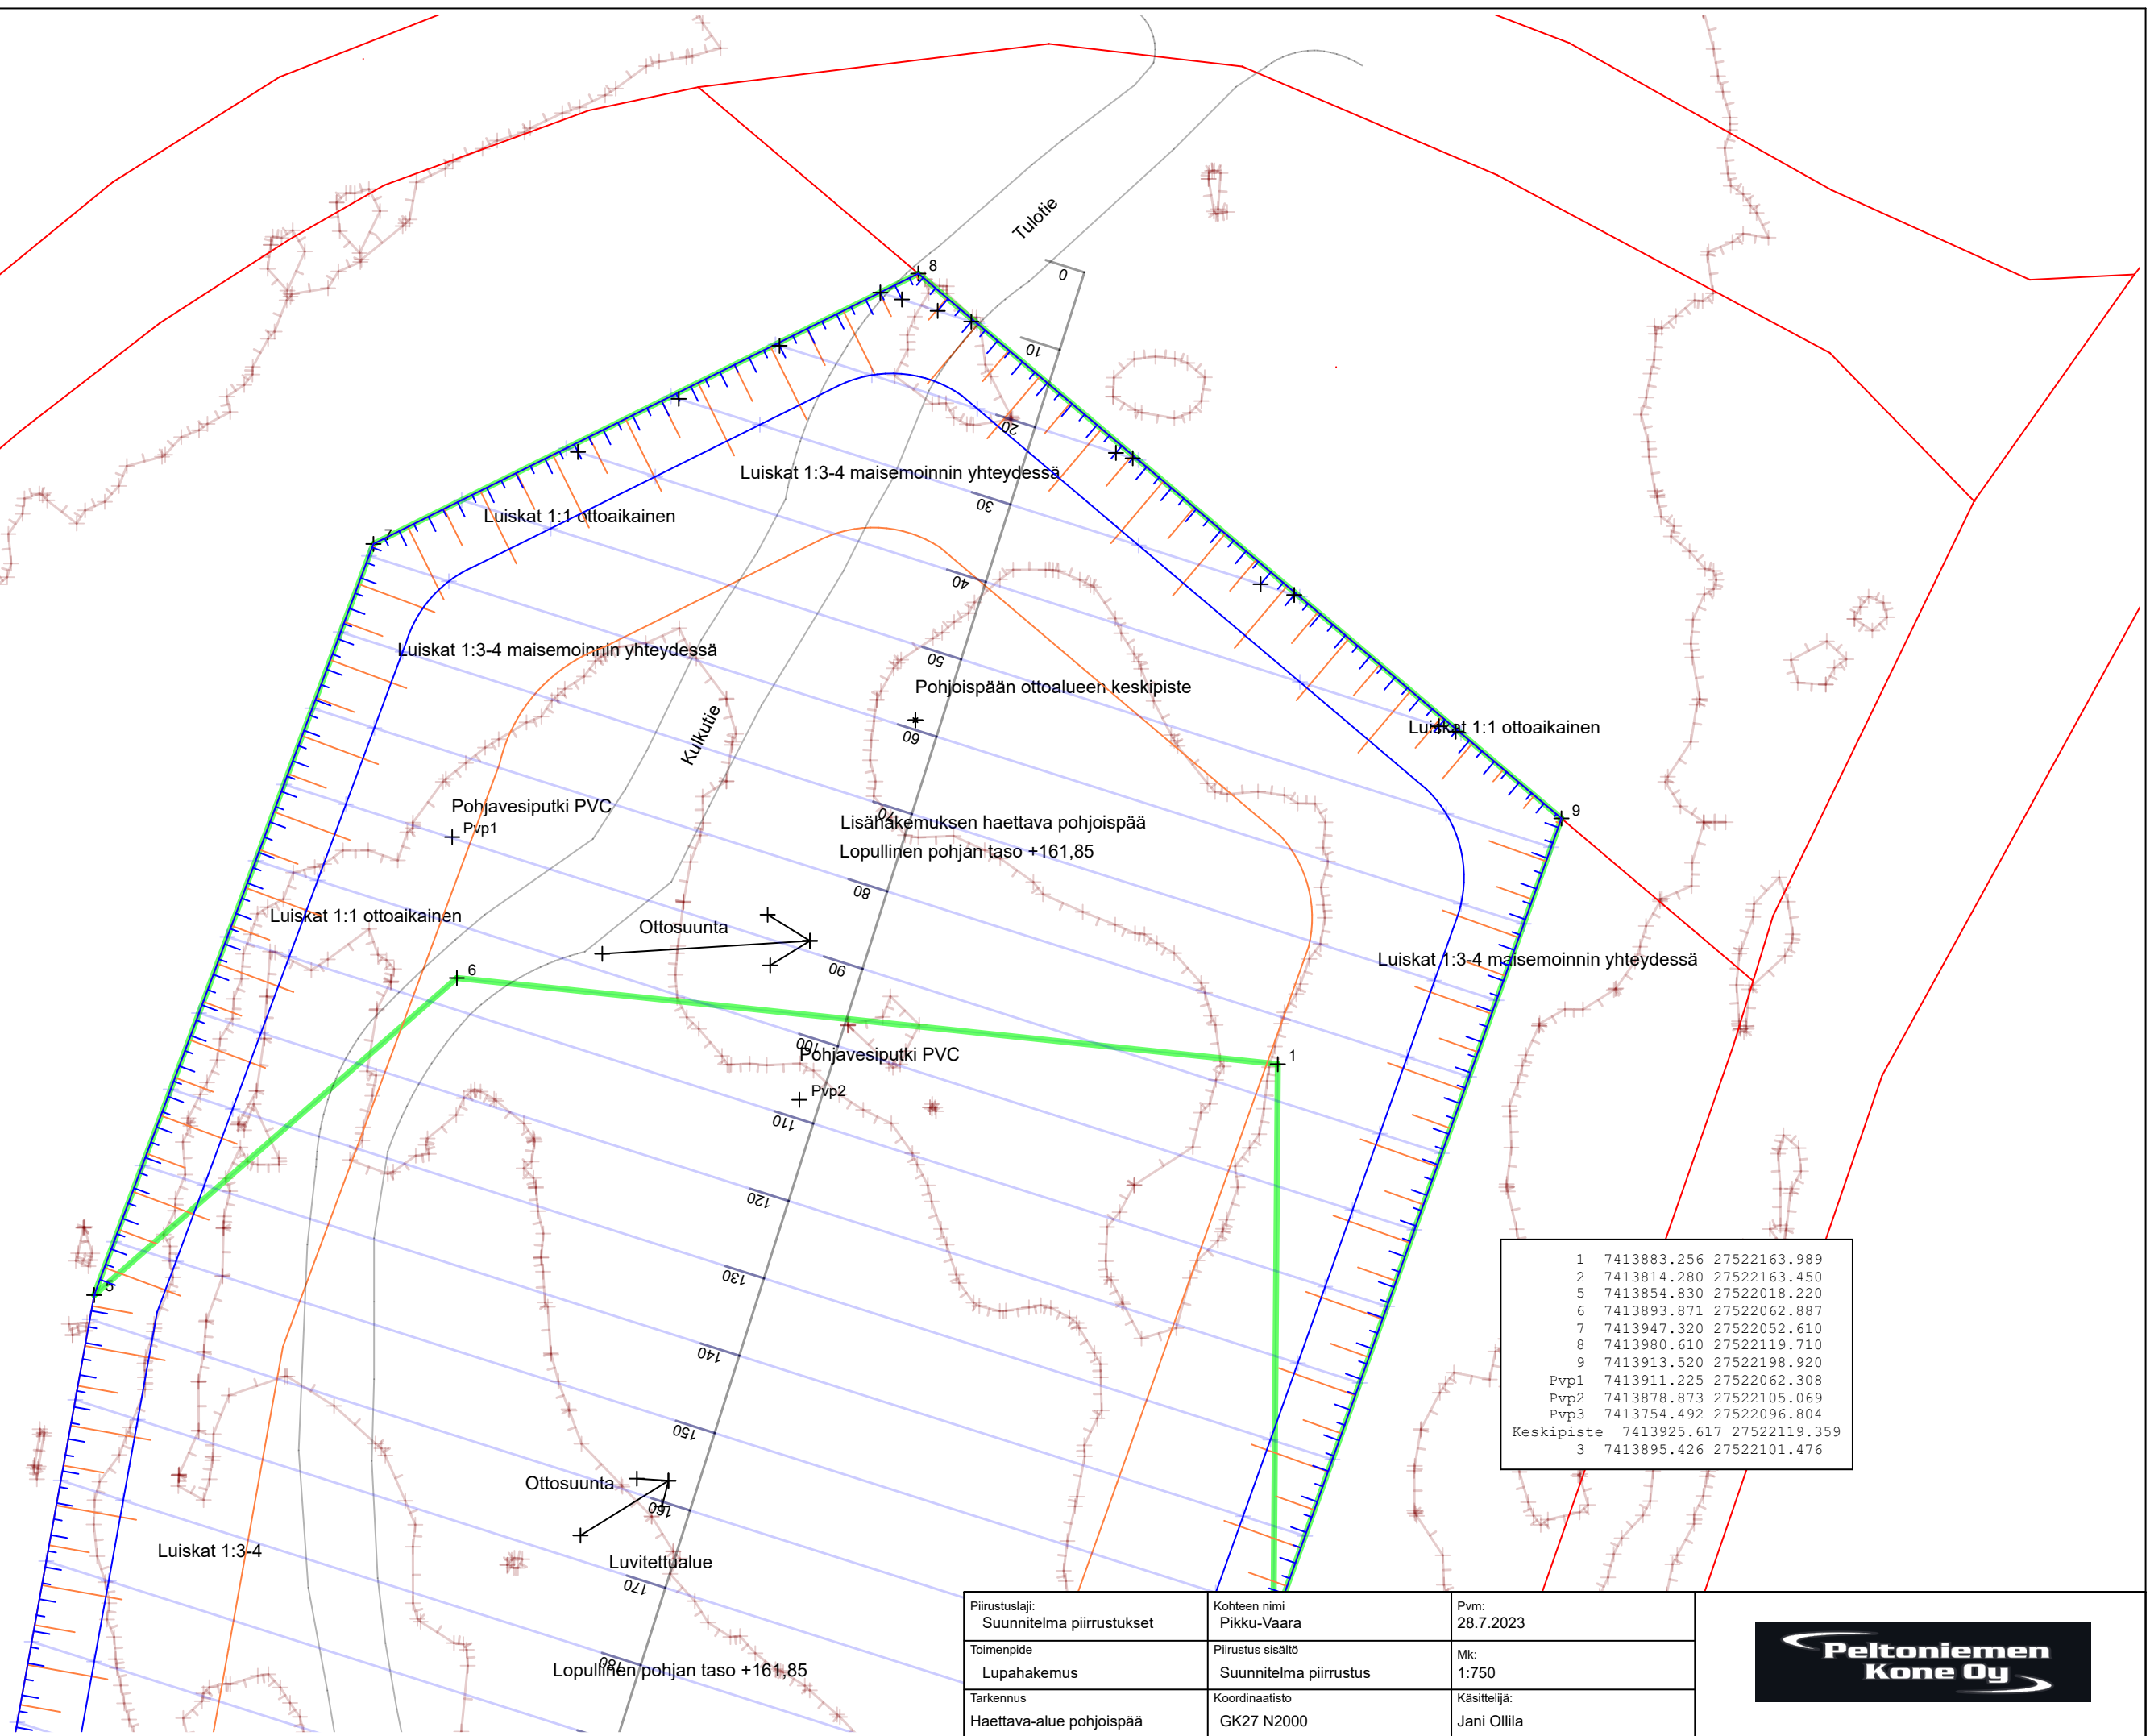 Tulotie
8
0
10
20
Luiskat 1:3-4 maisemoinnin yhteydessä
30
Luiskat 1:1 ottoaikainen
7
40
Luiskat 1:3-4 maisemoinnin yhteydessä
50
Pohjoispään ottoalueen keskipiste
Kulkutie
60
Luiskat 1:1 ottoaikainen
Pohjavesiputki PVC
Pvp1
9
70
Lisähakemuksen haettava pohjoispää
Lopullinen pohjan taso +161,85
80
Luiskat 1:1 ottoaikainen
Ottosuunta
90
Luiskat 1:3-4 maisemoinnin yhteydessä
6
100
Pohjavesiputki PVC
1
Pvp2
110
120
130
5
140
150
Ottosuunta
160
Luiskat 1:3-4
Luvitettualue
170
180
Lopullinen pohjan taso +161,85
1 7413883.256 27522163.989
2 7413814.280 27522163.450
5 7413854.830 27522018.220
6 7413893.871 27522062.887
7 7413947.320 27522052.610
8 7413980.610 27522119.710
9 7413913.520 27522198.920
Pvp1 7413911.225 27522062.308
Pvp2 7413878.873 27522105.069
Pvp3 7413754.492 27522096.804
Keskipiste 7413925.617 27522119.359
3 7413895.426 27522101.476
Piirustuslaji:
Suunnitelma piirrustukset
Kohteen nimi
Pikku-Vaara
Pvm:
28.7.2023
Toimenpide
Lupahakemus
Piirustus sisältö
Suunnitelma piirrustus
Mk:
1:750
Tarkennus
Haettava-alue pohjoispää
Koordinaatisto
GK27 N2000
Käsittelijä:
Jani Ollila
Peltoniemen
Kone Oy